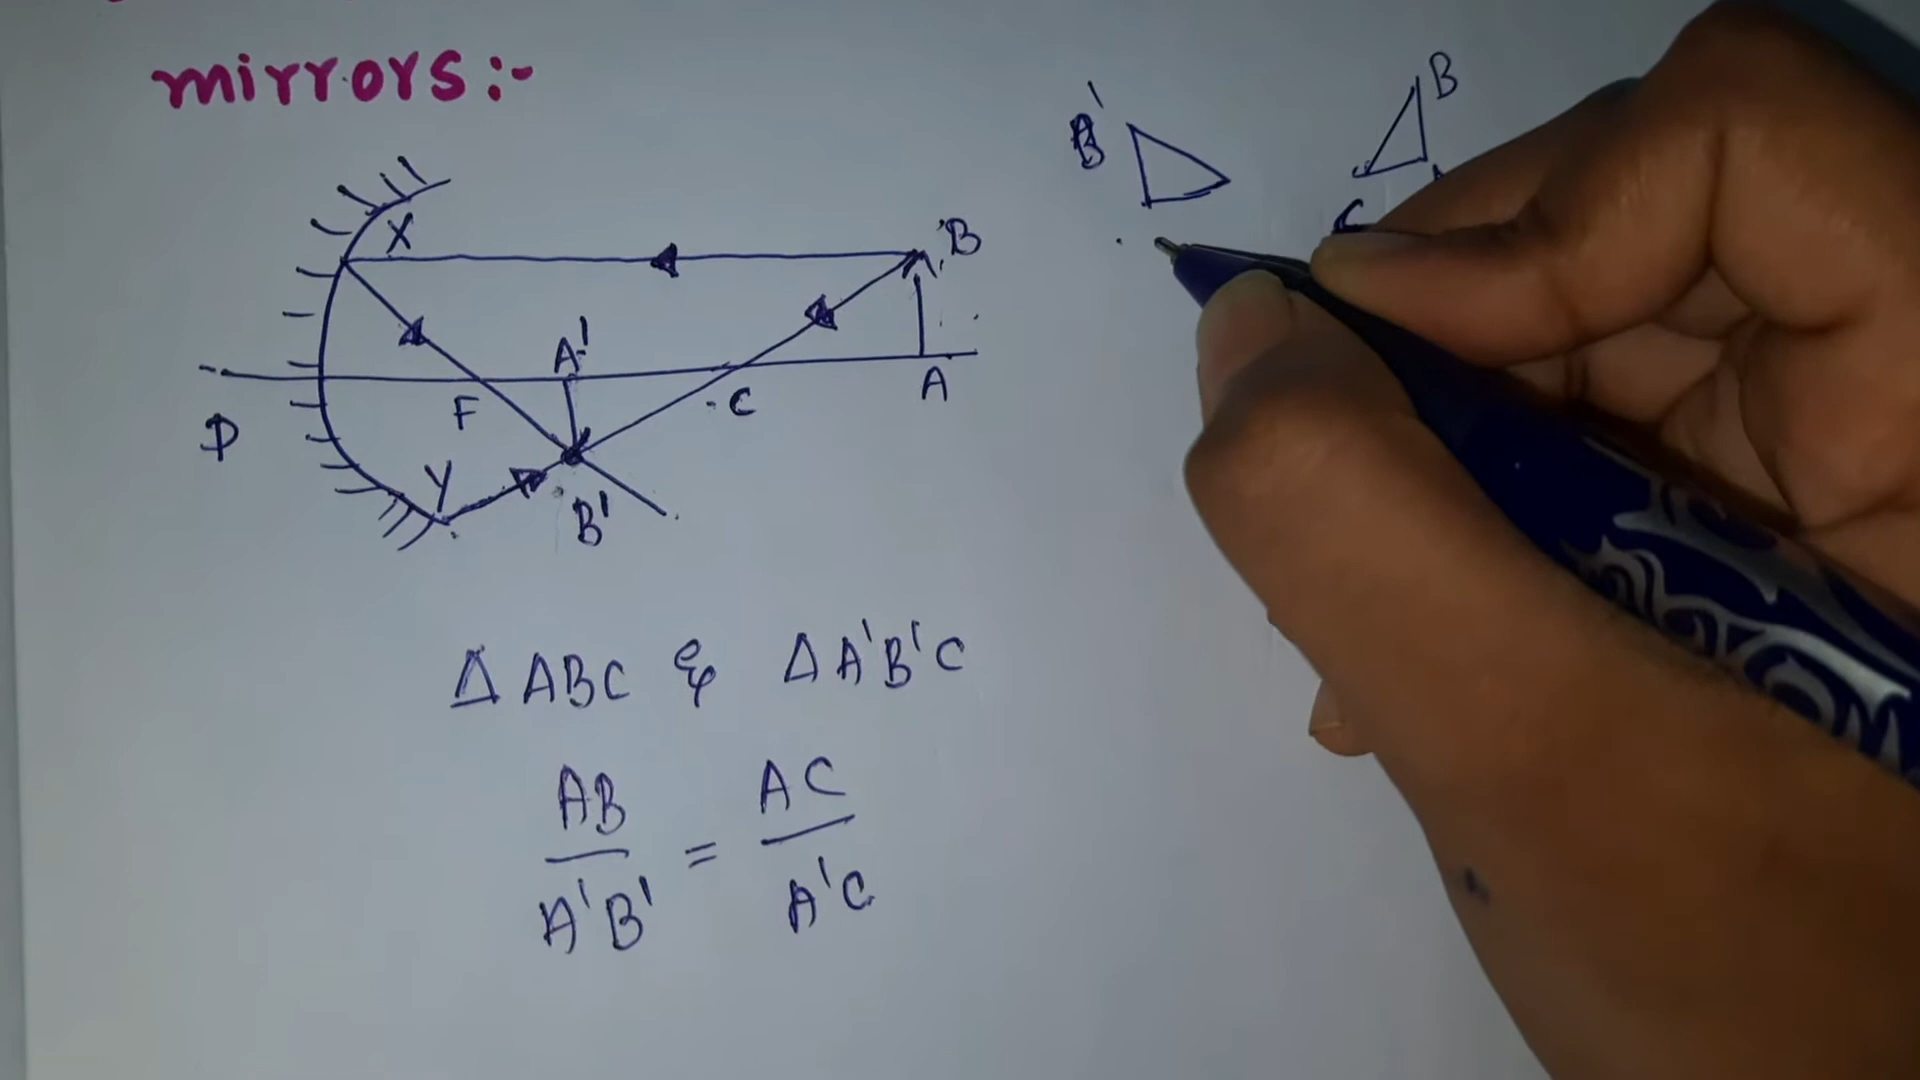 mirrors:-
B'
B
C
X
B
A'
F
C
A
P
Y
B'
Δ ABC & Δ A'B'C
AB/A'B' = AC/A'C